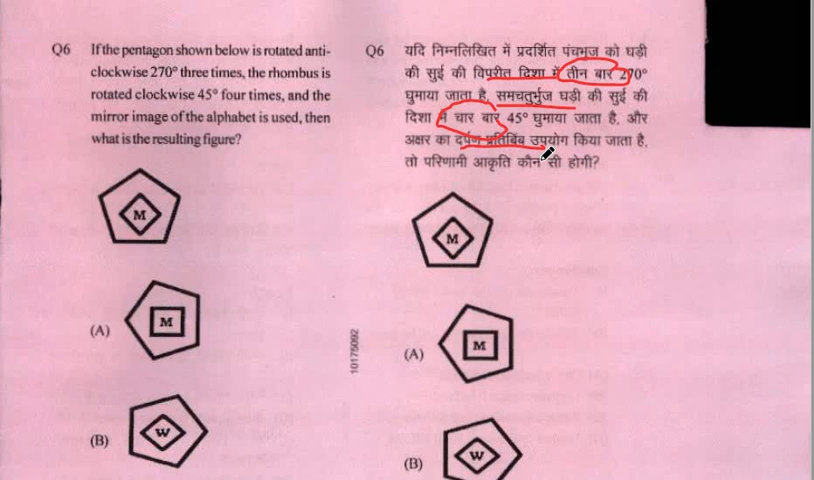 Q6 If the pentagon shown below is rotated anti-
clockwise 270° three times, the rhombus is
rotated clockwise 45° four times, and the
mirror image of the alphabet is used, then
what is the resulting figure?
M
(A) M
(B) W
10175092
Q6 यदि निम्नलिखित में प्रदर्शित पंचभुज को घड़ी
की सुई की विपरीत दिशा में तीन बार 270°
घुमाया जाता है, समचतुर्भुज घड़ी की सुई की
दिशा में चार बार 45° घुमाया जाता है, और
अक्षर का दर्पण प्रतिबिंब उपयोग किया जाता है,
तो परिणामी आकृति कौन सी होगी?
M
(A) M
(B) W